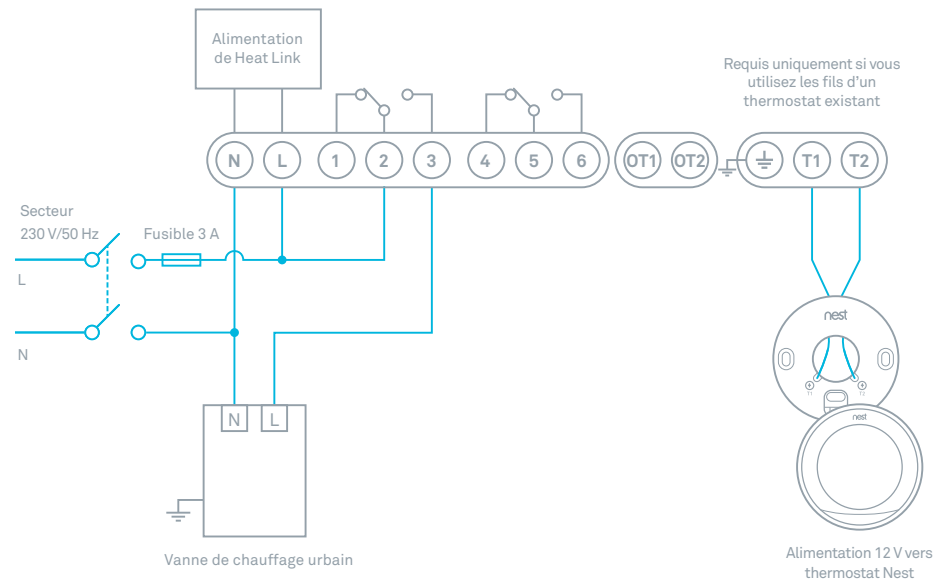 Alimentation
de Heat Link
Requis uniquement si vous
utilisez les fils d'un
thermostat existant
N L 1 2 3 4 5 6 OT1 OT2 T1 T2
Secteur
230 V/50 Hz
Fusible 3 A
L
N
nest
T1 T2
nest
N L
Vanne de chauffage urbain
Alimentation 12 V vers
thermostat Nest